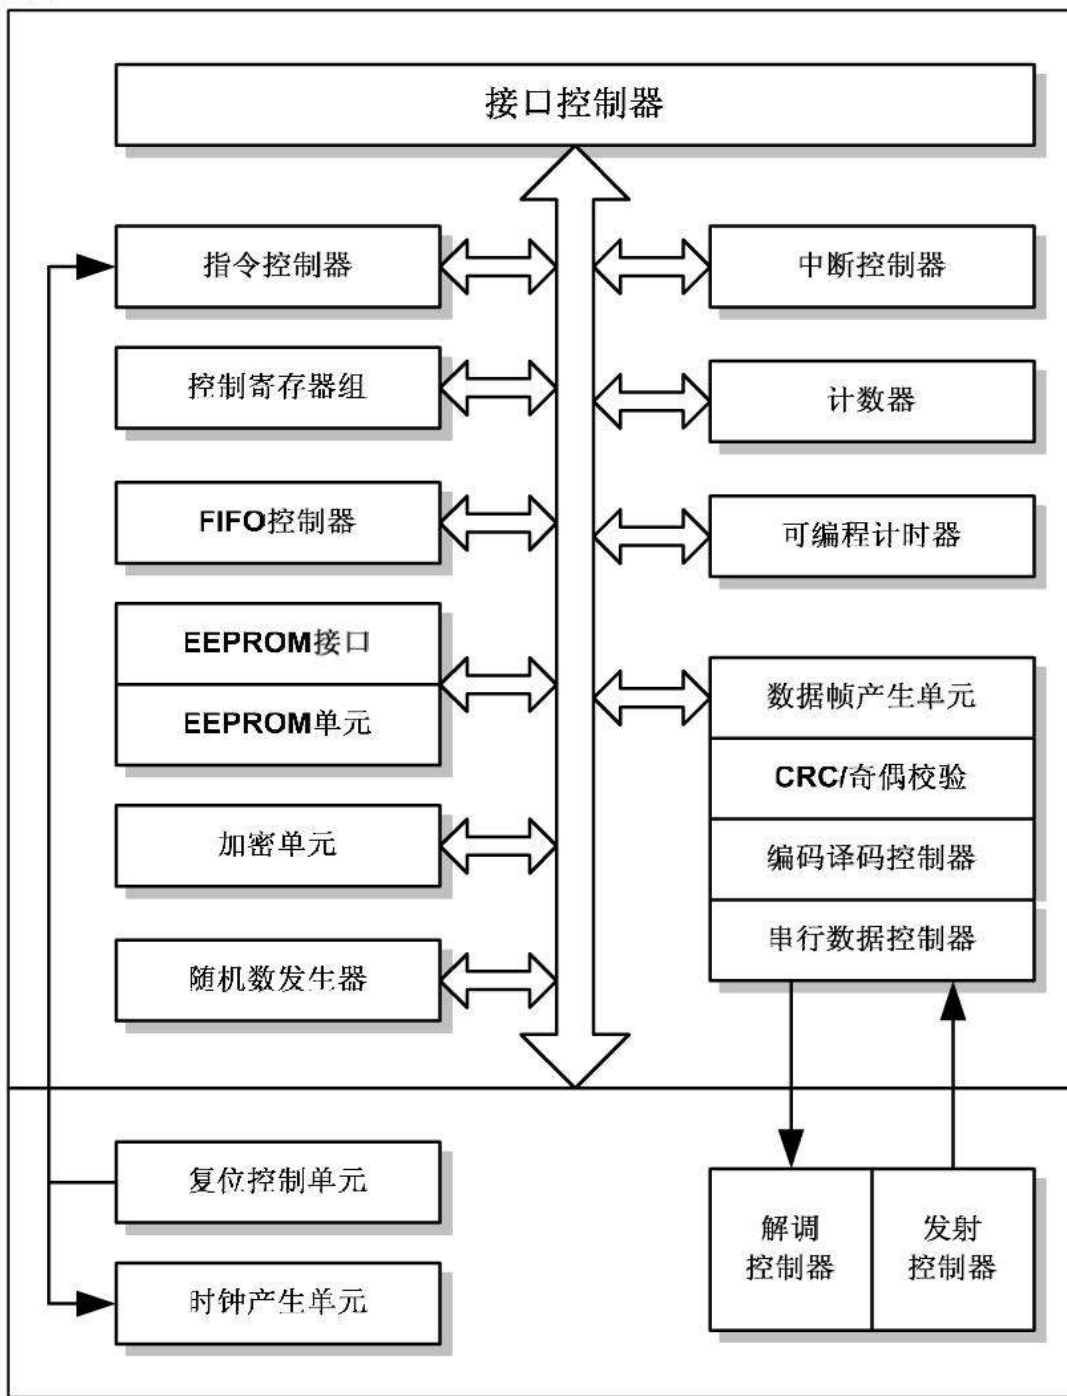 接口控制器
指令控制器
控制寄存器组
FIFO控制器
EEPROM接口
EEPROM单元
加密单元
随机数发生器
中断控制器
计数器
可编程计时器
数据帧产生单元
CRC/奇偶校验
编码译码控制器
串行数据控制器
复位控制单元
时钟产生单元
解调
控制器
发射
控制器